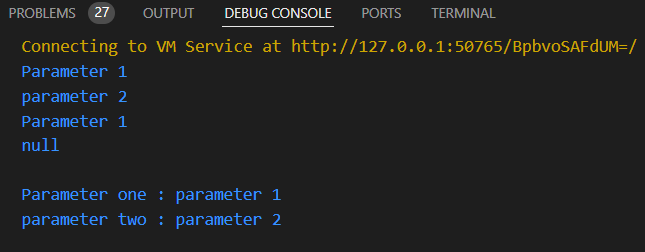 PROBLEMS 27 OUTPUT DEBUG CONSOLE PORTS TERMINAL
Connecting to VM Service at http://127.0.0.1:50765/BpbvoSAFdUM=/
Parameter 1
parameter 2
Parameter 1
null
Parameter one : parameter 1
parameter two : parameter 2